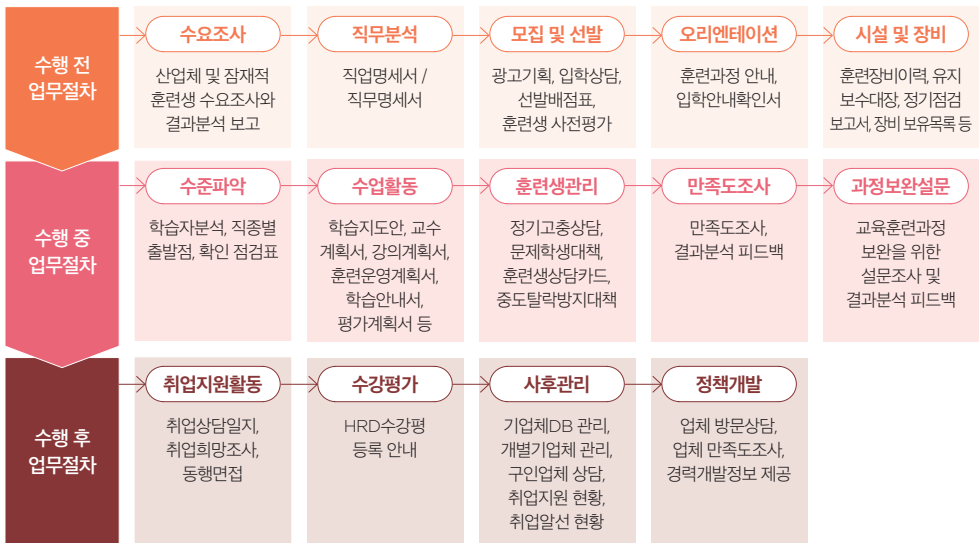 수행 전
업무절차
수요조사
산업체 및 잠재적
훈련생 수요조사와
결과분석 보고
직무분석
직업명세서 /
직무명세서
모집 및 선발
광고기획, 입학상담,
선발배점표,
훈련생 사전평가
오리엔테이션
훈련과정 안내,
입학안내확인서
시설 및 장비
훈련장비이력, 유지
보수대장, 정기점검
보고서, 장비 보유목록 등
수행 중
업무절차
수준파악
학습자분석, 직종별
출발점, 확인 점검표
수업활동
학습지도안, 교수
계획서, 강의계획서,
훈련운영계획서,
학습안내서,
평가계획서 등
훈련생관리
정기고충상담,
문제학생대책,
훈련생상담카드,
중도탈락방지대책
만족도조사
만족도조사,
결과분석 피드백
과정보완설문
교육훈련과정
보완을 위한
설문조사 및
결과분석 피드백
수행 후
업무절차
취업지원활동
취업상담일지,
취업희망조사,
동행면접
수강평가
HRD수강평
등록 안내
사후관리
기업체DB 관리,
개별기업체 관리,
구인업체 상담,
취업지원 현황,
취업알선 현황
정책개발
업체 방문상담,
업체 만족도조사,
경력개발정보 제공